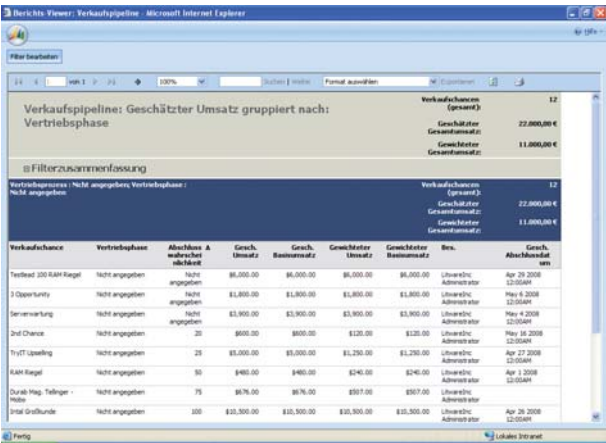 Berichts-Viewer: Verkaufspipeline - Microsoft Internet Explorer
Hilfe
Filter bearbeiten
1 von 1 100% Suchen | Weiter Format auswählen Exportieren
Verkaufspipeline: Geschätzter Umsatz gruppiert nach:
Vertriebsphase
Verkaufschancen (gesamt): 12
Geschätzter Gesamtumsatz: 22.000,00 €
Gewichteter Gesamtumsatz: 11.000,00 €
Filterzusammenfassung
Vertriebsprozess : Nicht angegeben; Vertriebsphase :
Nicht angegeben
Verkaufschancen (gesamt): 12
Geschätzter Gesamtumsatz: 22.000,00 €
Gewichteter Gesamtumsatz: 11.000,00 €
Verkaufschance Vertriebsphase Abschluss wahrschei nlichkeit Gesch. Umsatz Gesch. Basisumsatz Gewichteter Umsatz Gewichteter Basisumsatz Bes. Gesch. Abschlussdat um
Testlead 100 RAM Riegel Nicht angegeben Nicht angegeben $6,000.00 $6,000.00 $6,000.00 $6,000.00 LitwareInc Administrator Apr 29 2008 12:00AM
3 Opportunity Nicht angegeben Nicht angegeben $1,800.00 $1,800.00 $1,800.00 $1,800.00 LitwareInc Administrator May 6 2008 12:00AM
Serverwartung Nicht angegeben Nicht angegeben $3,900.00 $3,900.00 $3,900.00 $3,900.00 LitwareInc Administrator May 4 2008 12:00AM
2nd Chance Nicht angegeben 20 $600.00 $600.00 $120.00 $120.00 LitwareInc Administrator May 16 2008 12:00AM
TryIT Upselling Nicht angegeben 25 $5,000.00 $5,000.00 $1,250.00 $1,250.00 LitwareInc Administrator Apr 27 2008 12:00AM
RAM Riegel Nicht angegeben 50 $480.00 $480.00 $240.00 $240.00 LitwareInc Administrator Apr 1 2008 12:00AM
Durab Mag. Tellinger - Mobo Nicht angegeben 75 $676.00 $676.00 $507.00 $507.00 LitwareInc Administrator Apr 2008 12:00AM
Intal Großkunde Nicht angegeben 100 $10,500.00 $10,500.00 $10,500.00 $10,500.00 LitwareInc Administrator Apr 26 2008 12:00AM
Fertig
Lokales Intranet